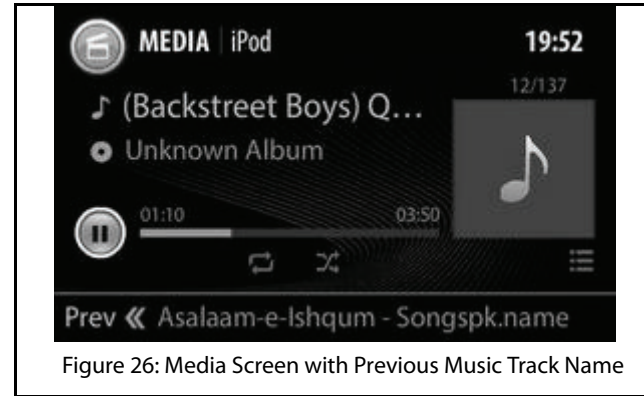 MEDIA | iPod 19:52
12/137
(Backstreet Boys) Q...
Unknown Album
01:10 03:50
Prev « Asalaam-e-Ishqum - Songspk.name
Figure 26: Media Screen with Previous Music Track Name